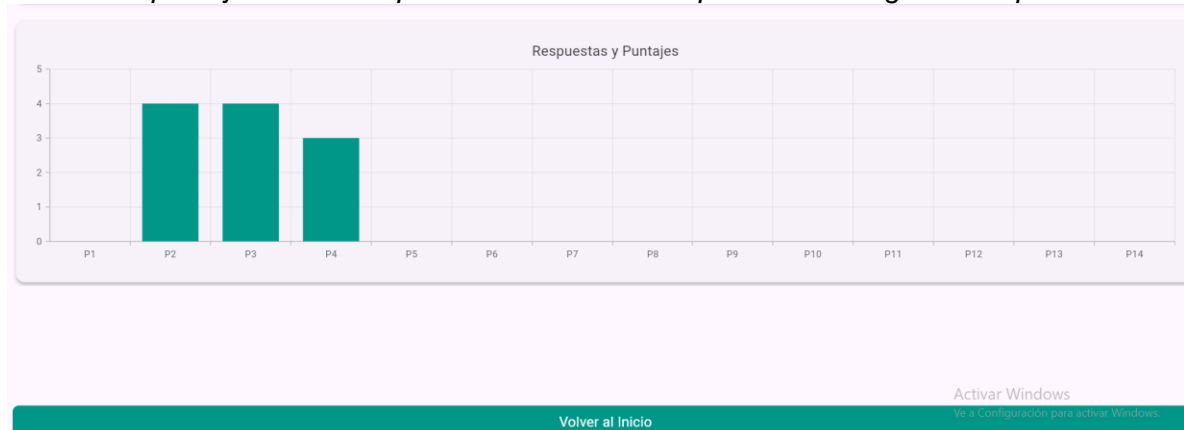 Respuestas y Puntajes
5
4
3
2
1
0
P1 P2 P3 P4 P5 P6 P7 P8 P9 P10 P11 P12 P13 P14
Activar Windows
Ve a Configuración para activar Windows.
Volver al Inicio